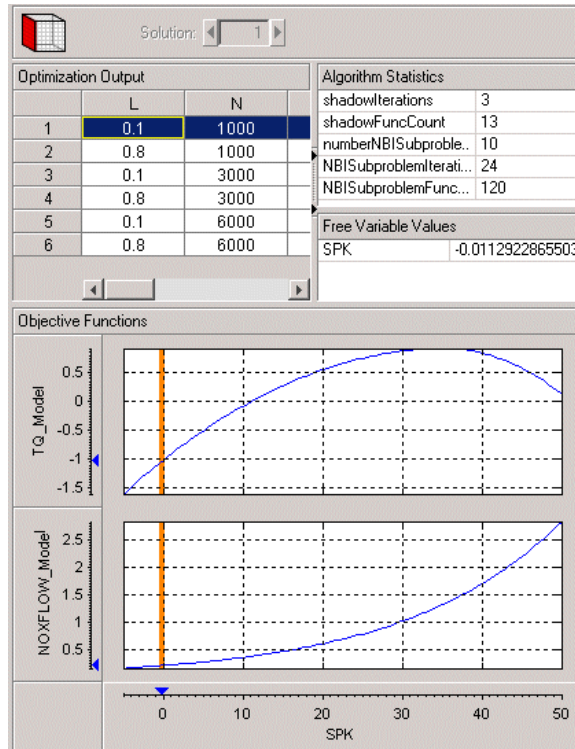 Solution: 1
Optimization Output
L N
1 0.1 1000
2 0.8 1000
3 0.1 3000
4 0.8 3000
5 0.1 6000
6 0.8 6000
Algorithm Statistics
shadowIterations 3
shadowFuncCount 13
numberNBISubproble.. 10
NBISubproblemIterati... 24
NBISubproblemFunc... 120
Free Variable Values
SPK -0.0112922865503
Objective Functions
TQ_Model
0.5
0
-0.5
-1
-1.5
NOXFLOW_Model
2.5
2
1.5
1
0.5
0 10 20 30 40 50
SPK